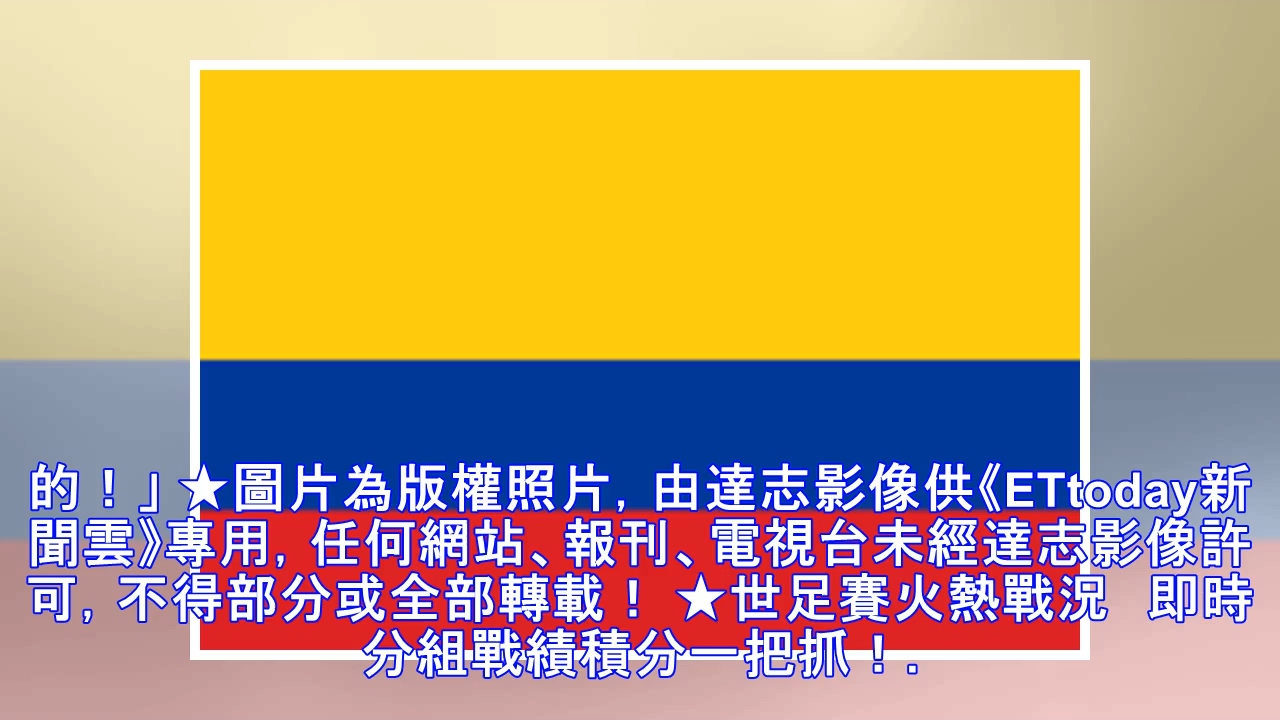 的！」★圖片為版權照片, 由達志影像供《ETtoday新
聞雲》專用, 任何網站、報刊、電視台未經達志影像許
可, 不得部分或全部轉載！ ★世足賽火熱戰況 即時
分組戰績積分一把抓！.